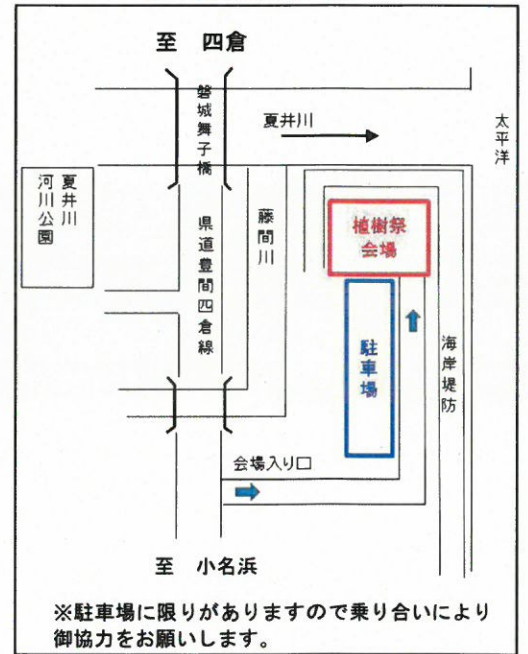 至　四倉
磐城舞子橋
夏井川
太平洋
夏井川
河川公園
県道豊間四倉線
藤間川
植樹祭
会場
駐車場
海岸堤防
会場入り口
至　小名浜
※駐車場に限りがありますので乗り合いにより
御協力をお願いします。